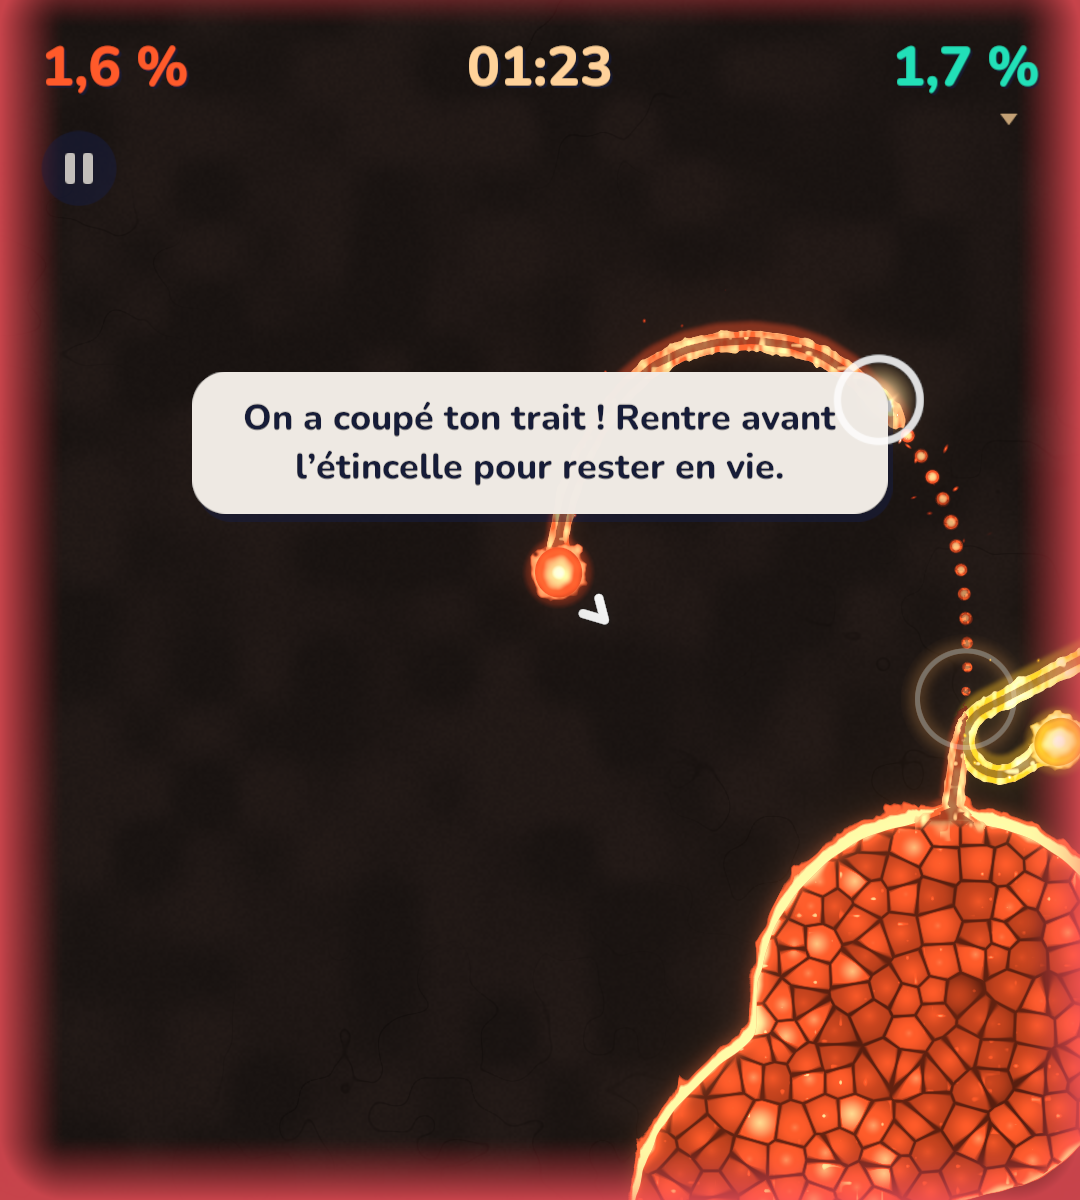 1,6 %
01:23
1,7 %
On a coupé ton trait ! Rentre avant
l’étincelle pour rester en vie.